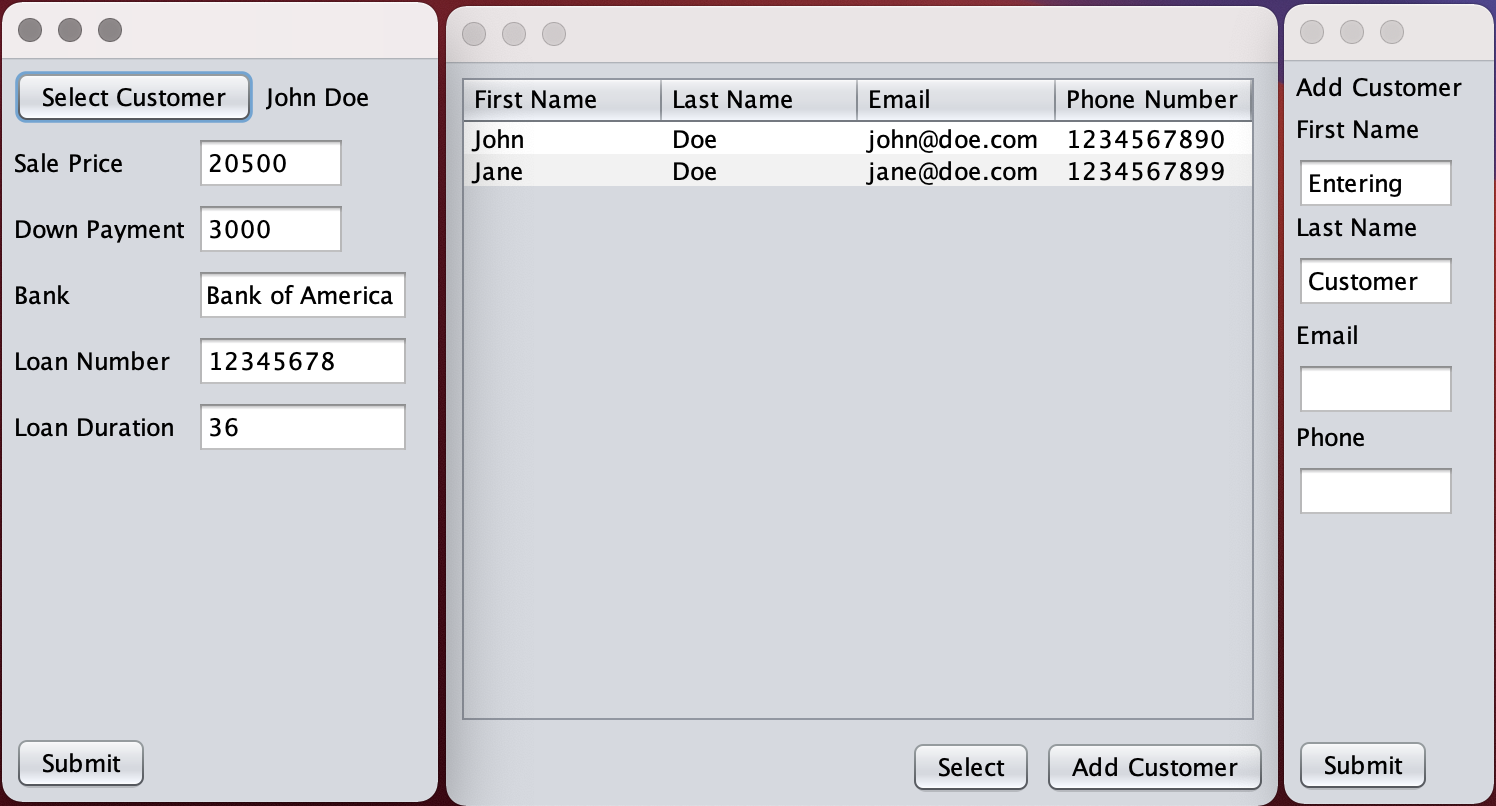 Select Customer John Doe
Sale Price 20500
Down Payment 3000
Bank Bank of America
Loan Number 12345678
Loan Duration 36
Submit
First Name Last Name Email Phone Number
John Doe john@doe.com 1234567890
Jane Doe jane@doe.com 1234567899
Select Add Customer
Add Customer
First Name
Entering
Last Name
Customer
Email
Phone
Submit